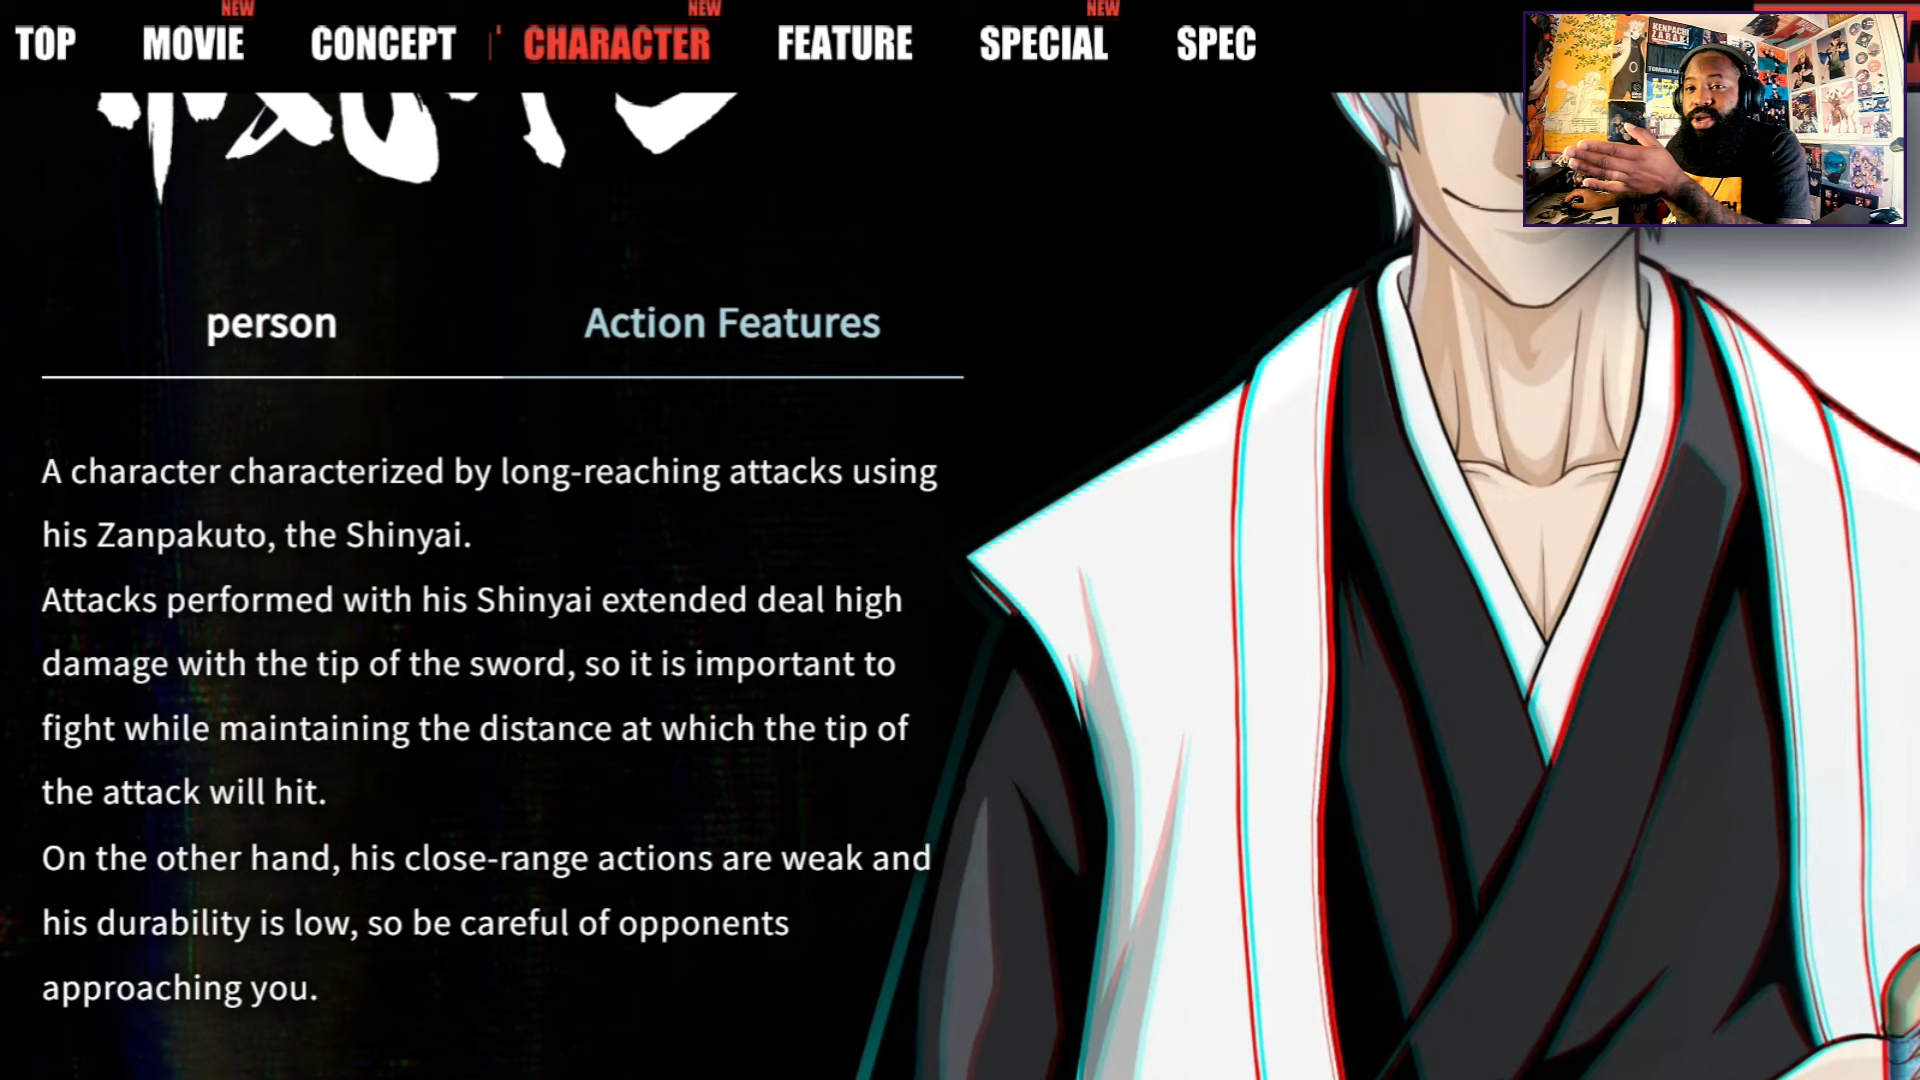 NEW NEW NEW
TOP MOVIE CONCEPT CHARACTER FEATURE SPECIAL SPEC
KENPACHI
person Action Features
A character characterized by long-reaching attacks using
his Zanpakuto, the Shinyai.
Attacks performed with his Shinyai extended deal high
damage with the tip of the sword, so it is important to
fight while maintaining the distance at which the tip of
the attack will hit.
On the other hand, his close-range actions are weak and
his durability is low, so be careful of opponents
approaching you.